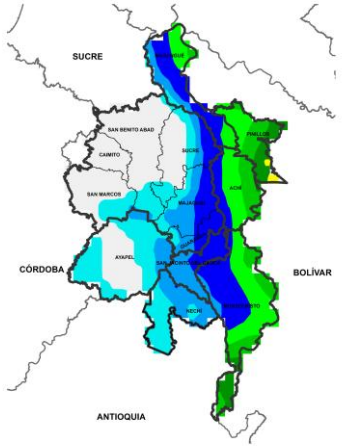 SUCRE
SAN BENITO ABAD
PINILLOS
CAIMITO
SUCRE
SAN MARCOS
ACHÍ
MAJAGUAL
AYAPEL
CÓRDOBA
BOLÍVAR
NECHÍ
ANTIOQUIA